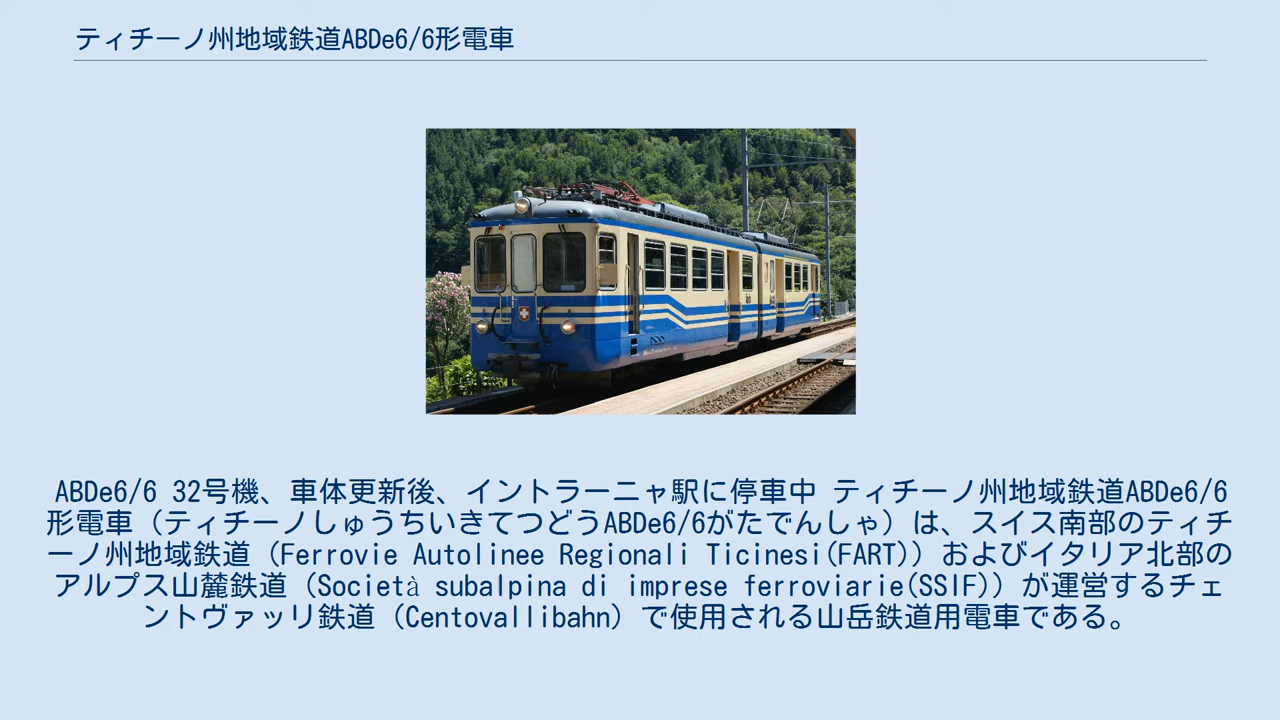 ティチーノ州地域鉄道ABDe6/6形電車
ABDe6/6 32号機、車体更新後、イントラーニャ駅に停車中 ティチーノ州地域鉄道ABDe6/6
形電車（ティチーノしゅうちいきてつどうABDe6/6がたでんしゃ）は、スイス南部のティチ
ーノ州地域鉄道（Ferrovie Autolinee Regionali Ticinesi(FART)）およびイタリア北部の
アルプス山麓鉄道（Società subalpina di imprese ferroviarie(SSIF)）が運営するチェ
ントヴァッリ鉄道（Centovallibahn）で使用される山岳鉄道用電車である。